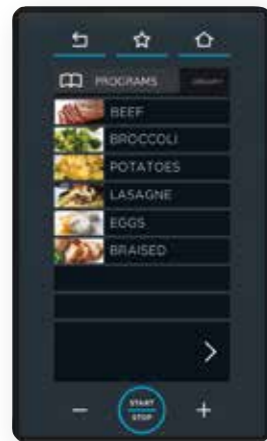 PROGRAMS
BEEF
BROCCOLI
POTATOES
LASAGNE
EGGS
BRAISED
START
STOP